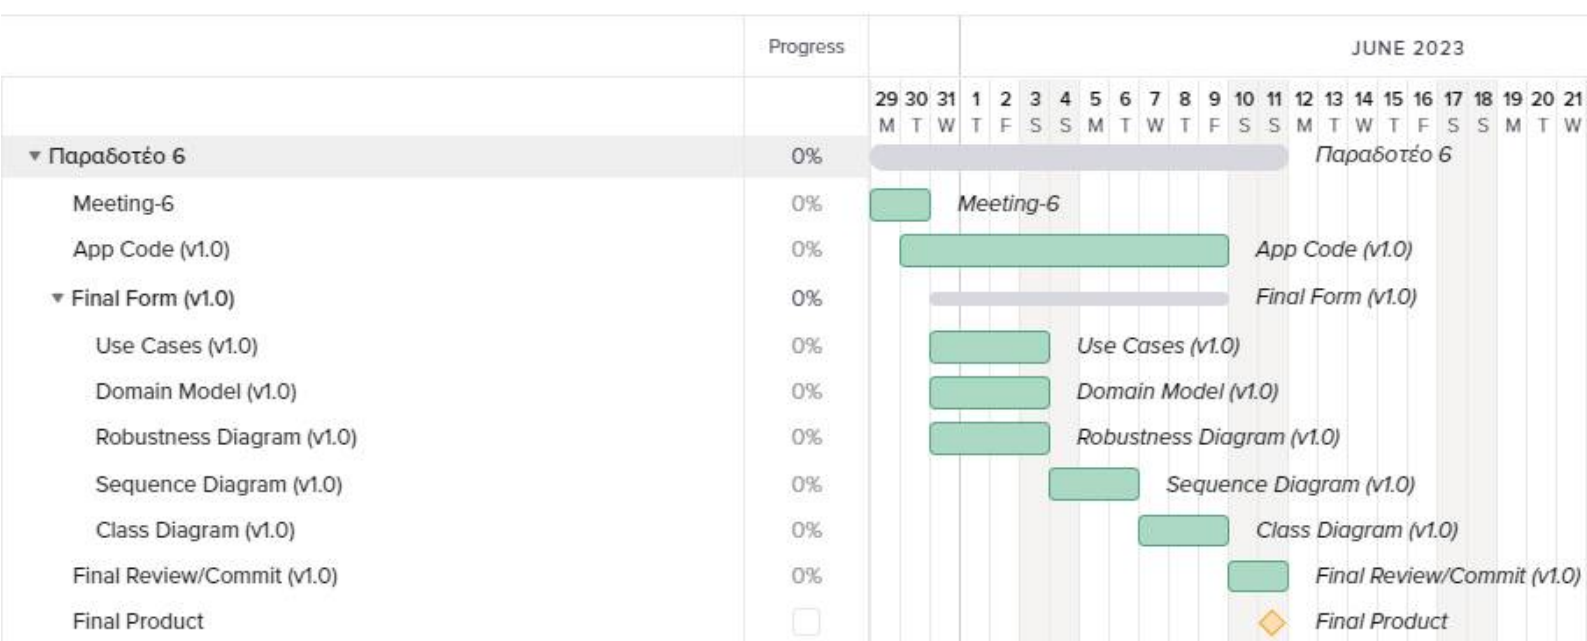 Progress JUNE 2023
29 30 31 1 2 3 4 5 6 7 8 9 10 11 12 13 14 15 16 17 18 19 20 21
M T W T F S S M T W T F S S M T W T F S S M T W
Παραδοτέο 6 0% Παραδοτέο 6
Meeting-6 0% Meeting-6
App Code (v1.0) 0% App Code (v1.0)
Final Form (v1.0) 0% Final Form (v1.0)
Use Cases (v1.0) 0% Use Cases (v1.0)
Domain Model (v1.0) 0% Domain Model (v1.0)
Robustness Diagram (v1.0) 0% Robustness Diagram (v1.0)
Sequence Diagram (v1.0) 0% Sequence Diagram (v1.0)
Class Diagram (v1.0) 0% Class Diagram (v1.0)
Final Review/Commit (v1.0) 0% Final Review/Commit (v1.0)
Final Product Final Product